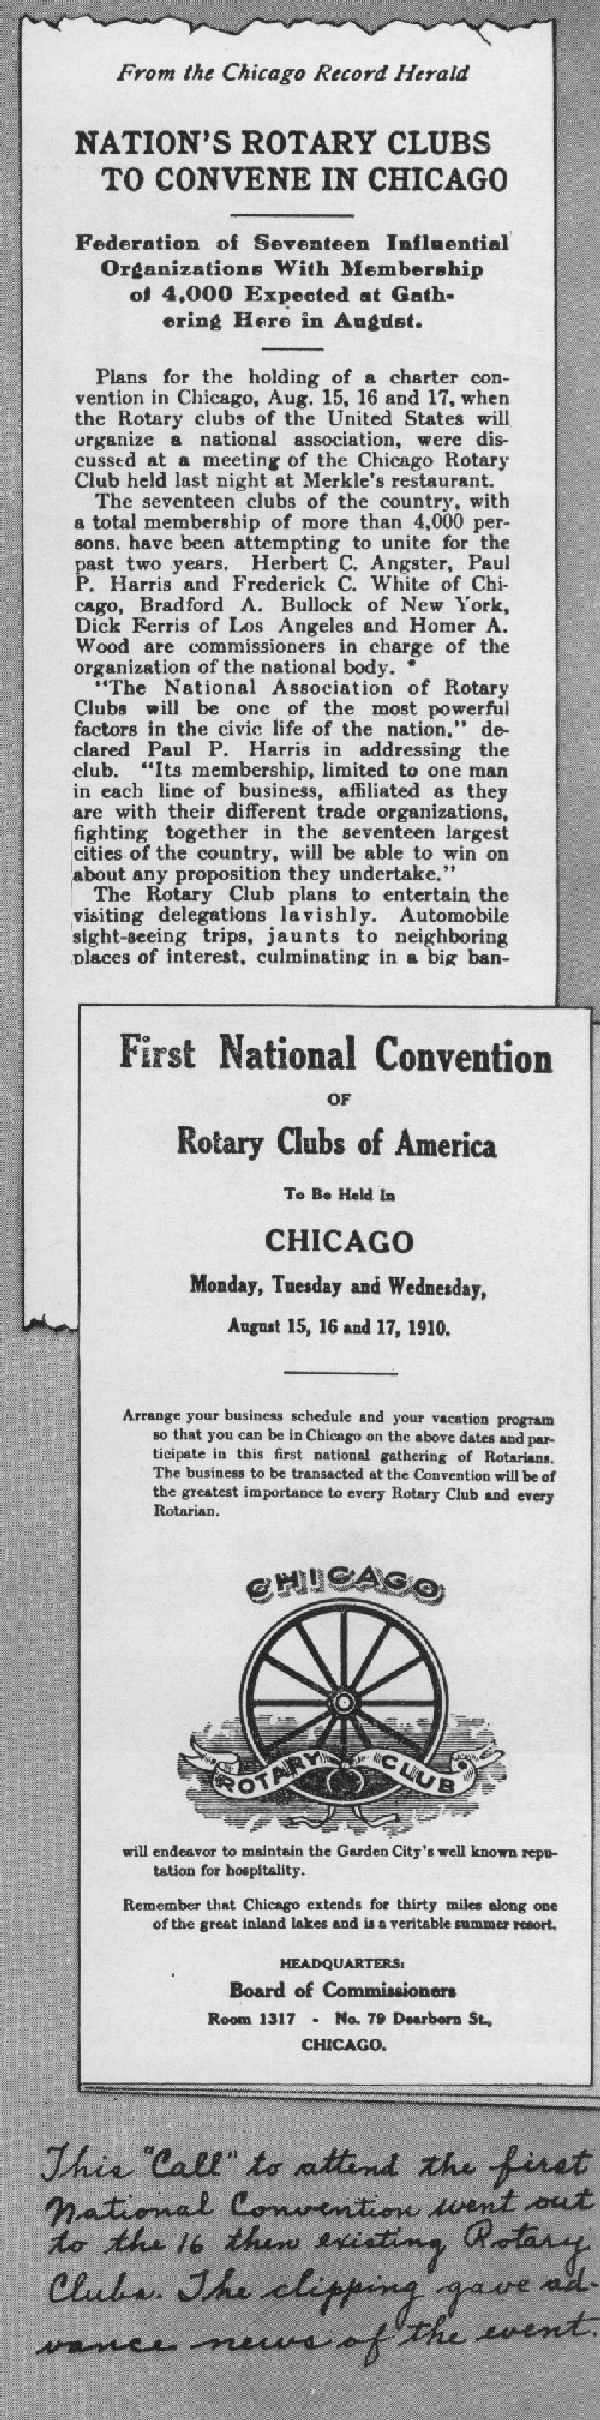 From the Chicago Record Herald
NATION'S ROTARY CLUBS
TO CONVENE IN CHICAGO
Federation of Seventeen Influential
Organizations With Membership
of 4,000 Expected at Gath-
ering Here in August.
Plans for the holding of a charter con-
vention in Chicago, Aug. 15, 16 and 17, when
the Rotary clubs of the United States will
organize a national association, were dis-
cussed at a meeting of the Chicago Rotary
Club held last night at Merkle's restaurant.
The seventeen clubs of the country, with
a total membership of more than 4,000 per-
sons, have been attempting to unite for the
past two years. Herbert C. Angster, Paul
P. Harris and Frederick C. White of Chi-
cago, Bradford A. Bullock of New York,
Dick Ferris of Los Angeles and Homer A.
Wood are commissioners in charge of the
organization of the national body.
"The National Association of Rotary
Clubs will be one of the most powerful
factors in the civic life of the nation," de-
clared Paul P. Harris in addressing the
club. "Its membership, limited to one man
in each line of business, affiliated as they
are with their different trade organizations,
fighting together in the seventeen largest
cities of the country, will be able to win on
about any proposition they undertake."
The Rotary Club plans to entertain the
visiting delegations lavishly. Automobile
sight-seeing trips, jaunts to neighboring
places of interest, culminating in a big ban-
First National Convention
OF
Rotary Clubs of America
To Be Held In
CHICAGO
Monday, Tuesday and Wednesday,
August 15, 16 and 17, 1910.
Arrange your business schedule and your vacation program
so that you can be in Chicago on the above dates and par-
ticipate in this first national gathering of Rotarians.
The business to be transacted at the Convention will be of
the greatest importance to every Rotary Club and every
Rotarian.
CHICAGO
ROTARY CLUB
will endeavor to maintain the Garden City's well known repu-
tation for hospitality.
Remember that Chicago extends for thirty miles along one
of the great inland lakes and is a veritable summer resort.
HEADQUARTERS:
Board of Commissioners
Room 1317 - No. 79 Dearborn St.,
CHICAGO.
This "Call" to attend the first
National Convention went out
to the 16 then existing Rotary
Clubs. The clipping gave ad-
vance news of the event.